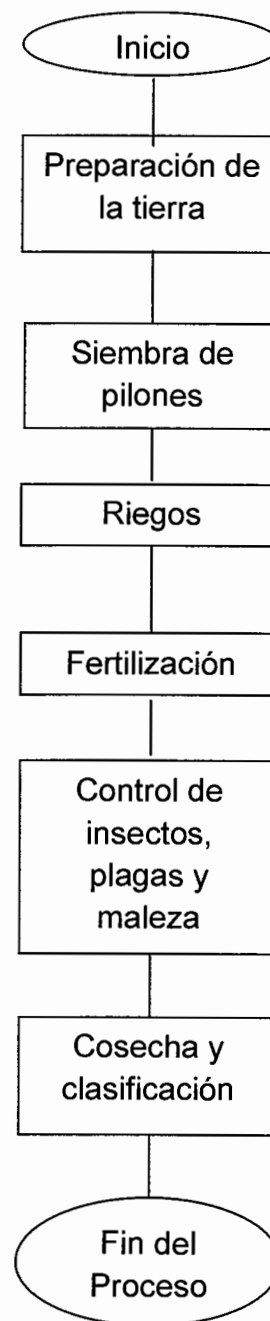 Inicio
Preparación de
la tierra
Siembra de
pilones
Riegos
Fertilización
Control de
insectos,
plagas y
maleza
Cosecha y
clasificación
Fin del
Proceso